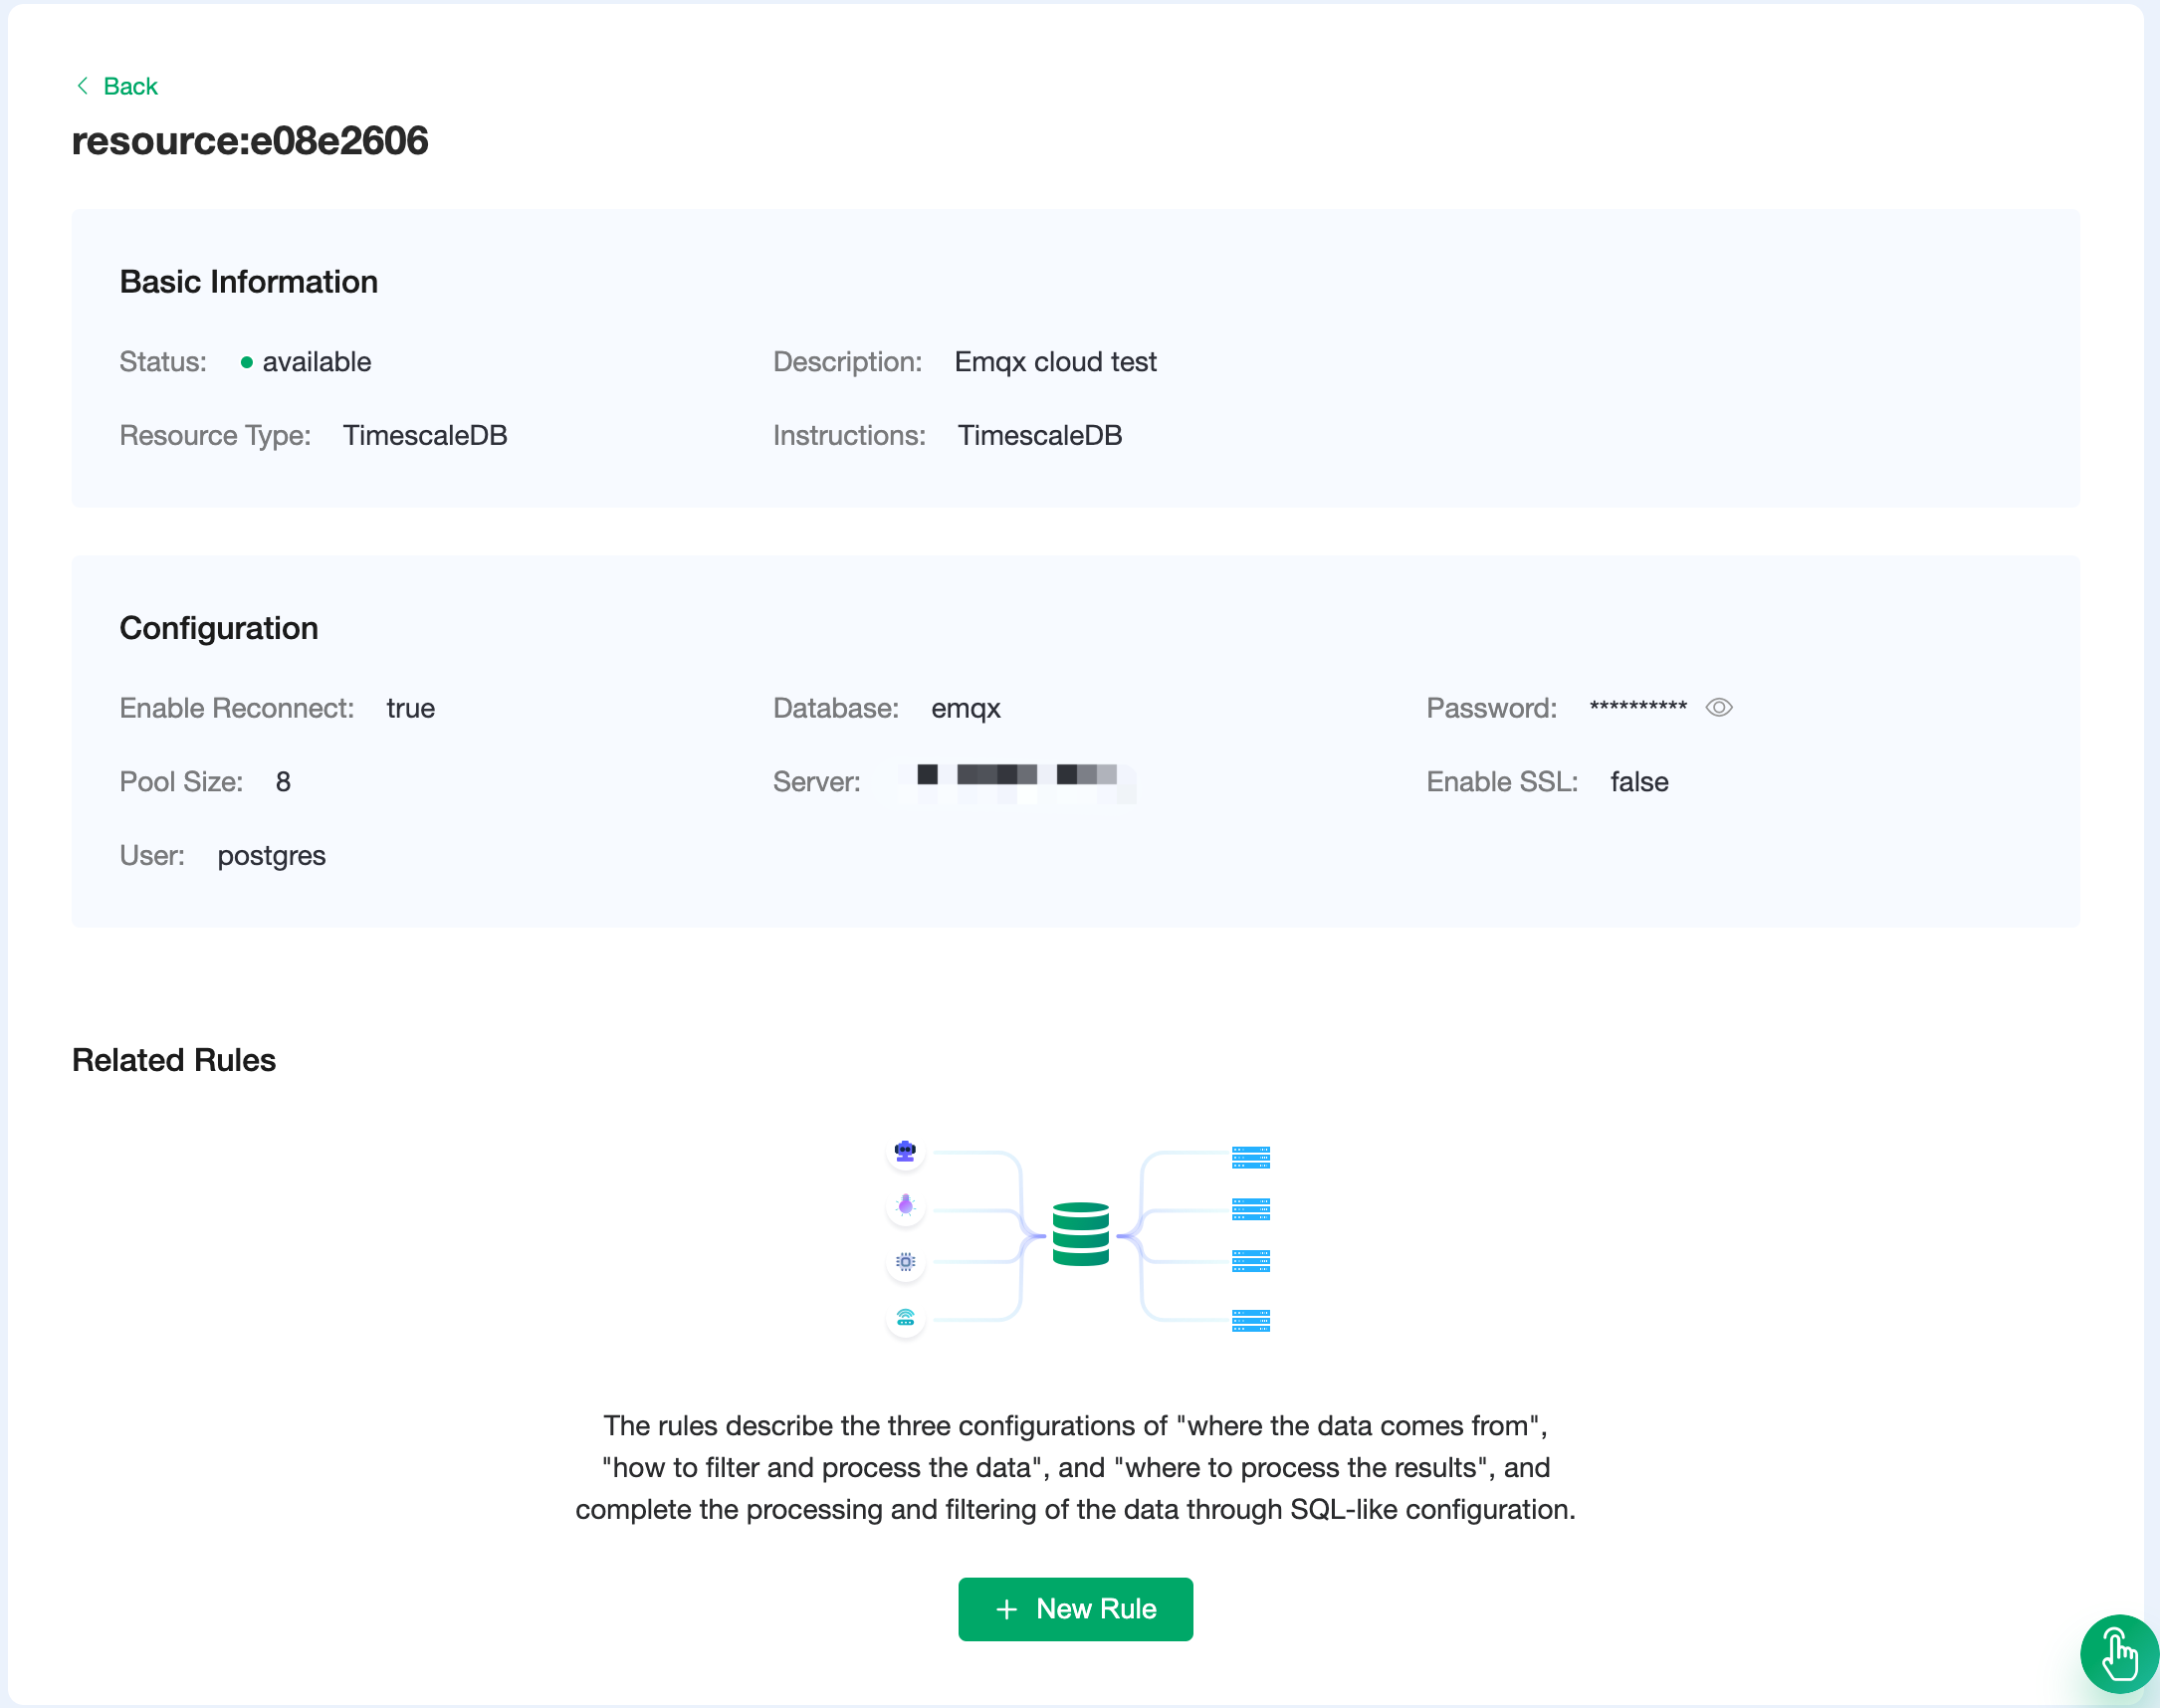 Back
resource:e08e2606
Basic Information
Status: available Description: Emqx cloud test
Resource Type: TimescaleDB Instructions: TimescaleDB
Configuration
Enable Reconnect: true Database: emqx Password: **********
Pool Size: 8 Server: Enable SSL: false
User: postgres
Related Rules
The rules describe the three configurations of "where the data comes from",
"how to filter and process the data", and "where to process the results", and
complete the processing and filtering of the data through SQL-like configuration.
+ New Rule